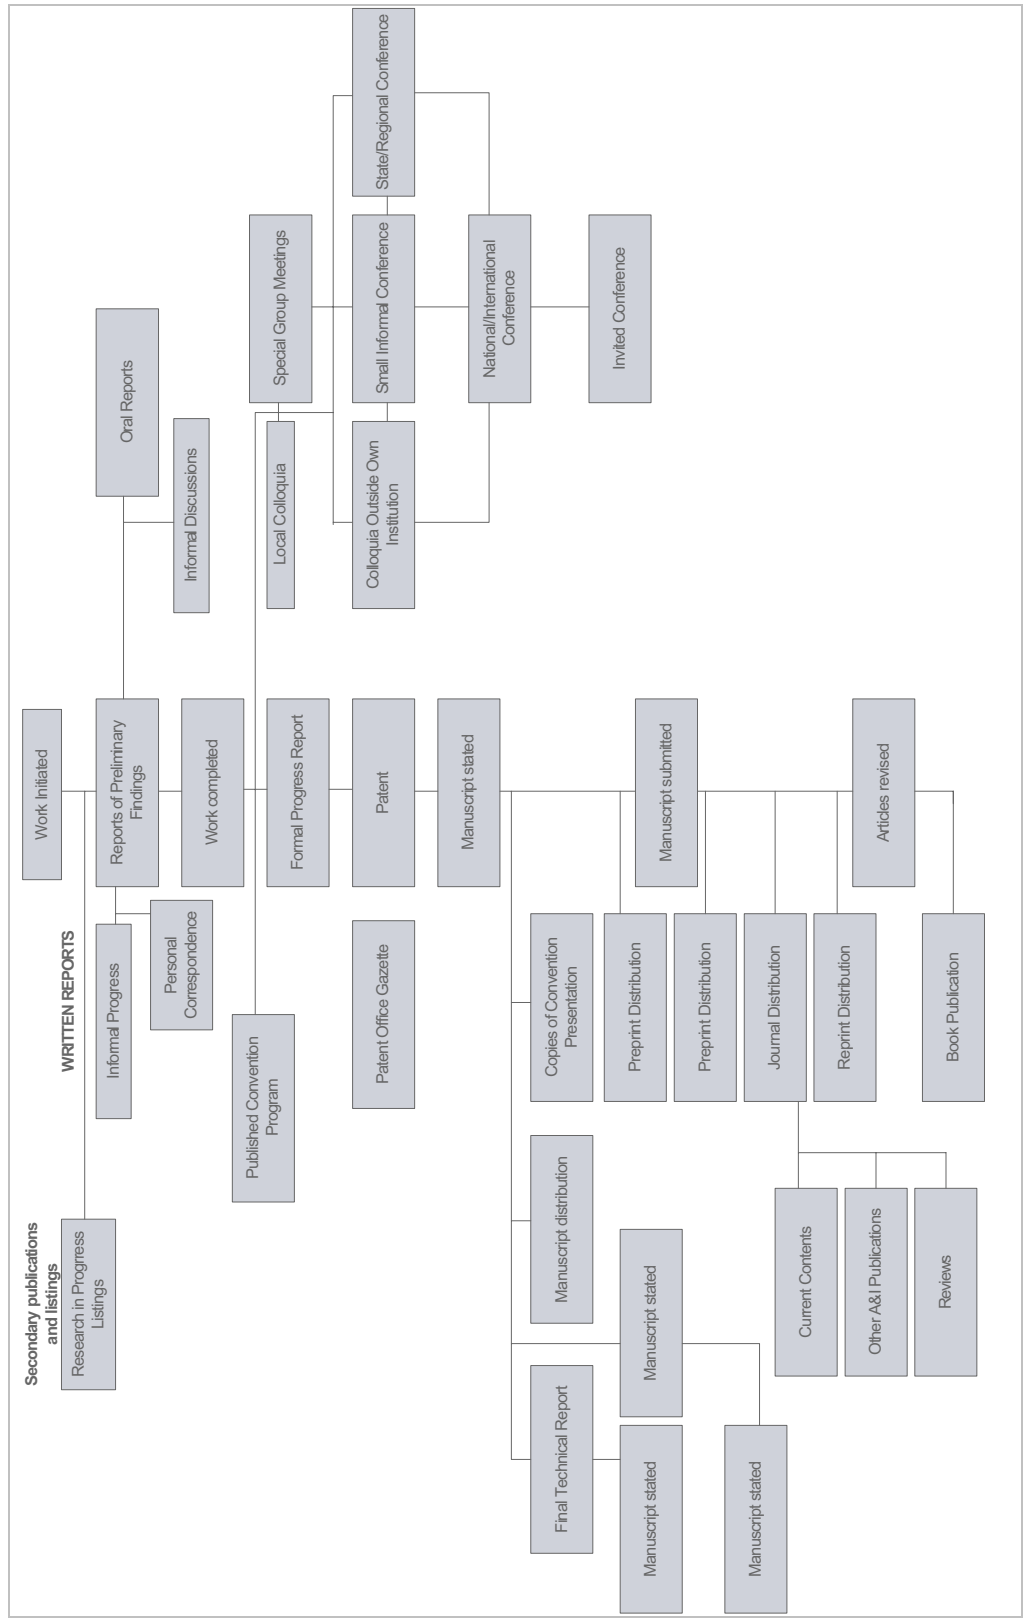 State/Regional Conference
Special Group Meetings
Small Informal Conference
National/International
Conference
Invited Conference
Oral Reports
Informal Discussions
Local Colloquia
Colloquia Outside Own
Institution
Work Initiated
Reports of Preliminary
Findings
Work completed
Formal Progress Report
Patent
Manuscript stated
Manuscript submitted
Articles revised
WRITTEN REPORTS
Informal Progress
Personal
Correspondence
Published Convention
Program
Patent Office Gazette
Copies of Convention
Presentation
Preprint Distribution
Preprint Distribution
Journal Distribution
Reprint Distribution
Book Publication
Secondary publications
and listings
Research in Progrress
Listings
Manuscript distribution
Manuscript stated
Current Contents
Other A&I Publications
Reviews
Final Technical Report
Manuscript stated
Manuscript stated